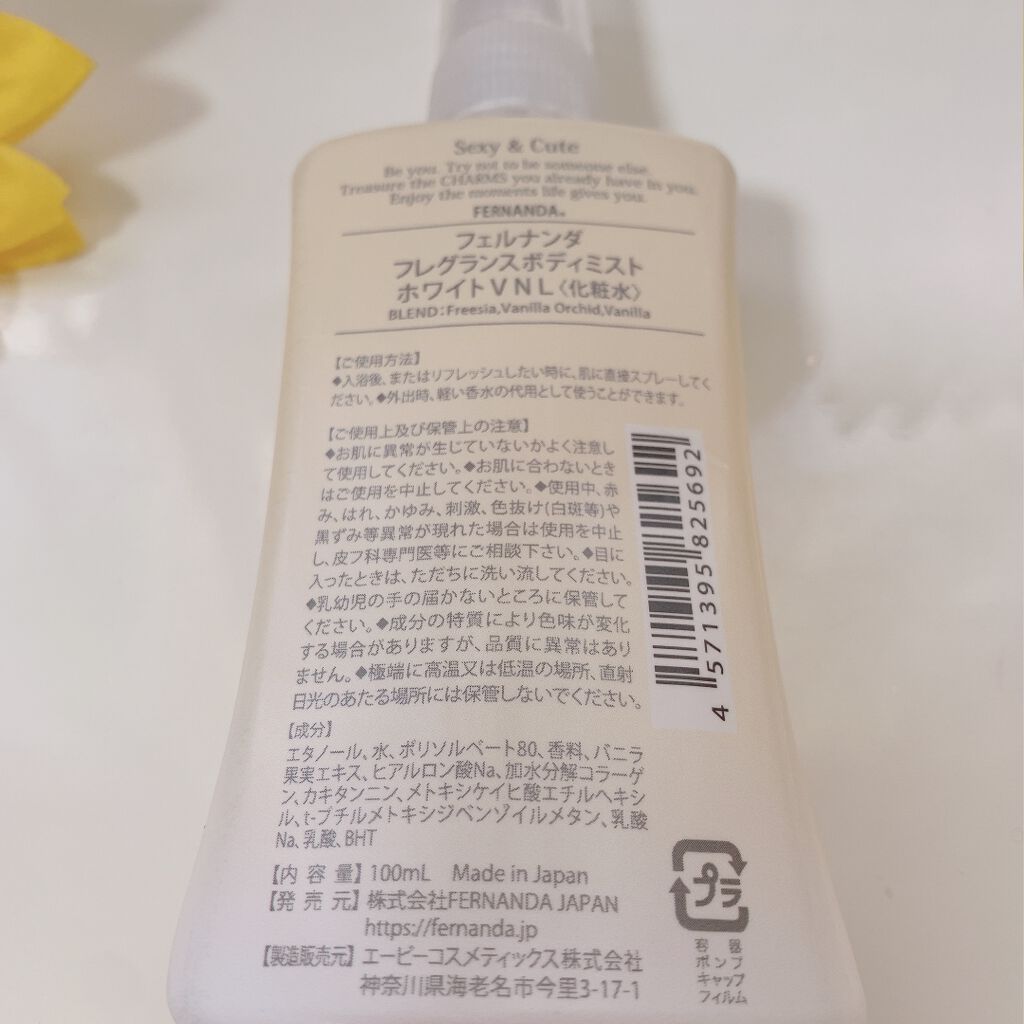 Sexy & Cute
Be you. Try not to be someone else.
Treasure the CHARMS you already have in you.
Enjoy the moments life gives you.
FERNANDA®
フェルナンダ
フレグランスボディミスト
ホワイトVNL〈化粧水〉
BLEND:Freesia,Vanilla Orchid,Vanilla
【ご使用方法】
◆入浴後、またはリフレッシュしたい時に、肌に直接スプレーしてく
ださい。◆外出時、軽い香水の代用として使うことができます。
【ご使用上及び保管上の注意】
◆お肌に異常が生じていないかよく注意し
て使用してください。◆お肌に合わないとき
はご使用を中止してください。◆使用中、赤
み、はれ、かゆみ、刺激、色抜け(白斑等)や
黒ずみ等異常が現れた場合は使用を中止
し、皮フ科専門医等にご相談下さい。◆目に
入ったときは、ただちに洗い流してください。
◆乳幼児の手の届かないところに保管して
ください。◆成分の特質により色味が変化
する場合がありますが、品質に異常はあり
ません。◆極端に高温又は低温の場所、直射
日光のあたる場所には保管しないでください。
4 571395 825692
【成分】
エタノール、水、ポリソルベート80、香料、バニラ
果実エキス、ヒアルロン酸Na、加水分解コラーゲ
ン、カキタンニン、メトキシケイヒ酸エチルヘキシ
ル、t-ブチルメトキシジベンゾイルメタン、乳酸
Na、乳酸、BHT
【内容量】100mL Made in Japan
【発売元】株式会社FERNANDA JAPAN
https://fernanda.jp
【製造販売元】エービーコスメティックス株式会社
神奈川県海老名市今里3-17-1
プラ
容器
ポンプ
キャップ
フィルム